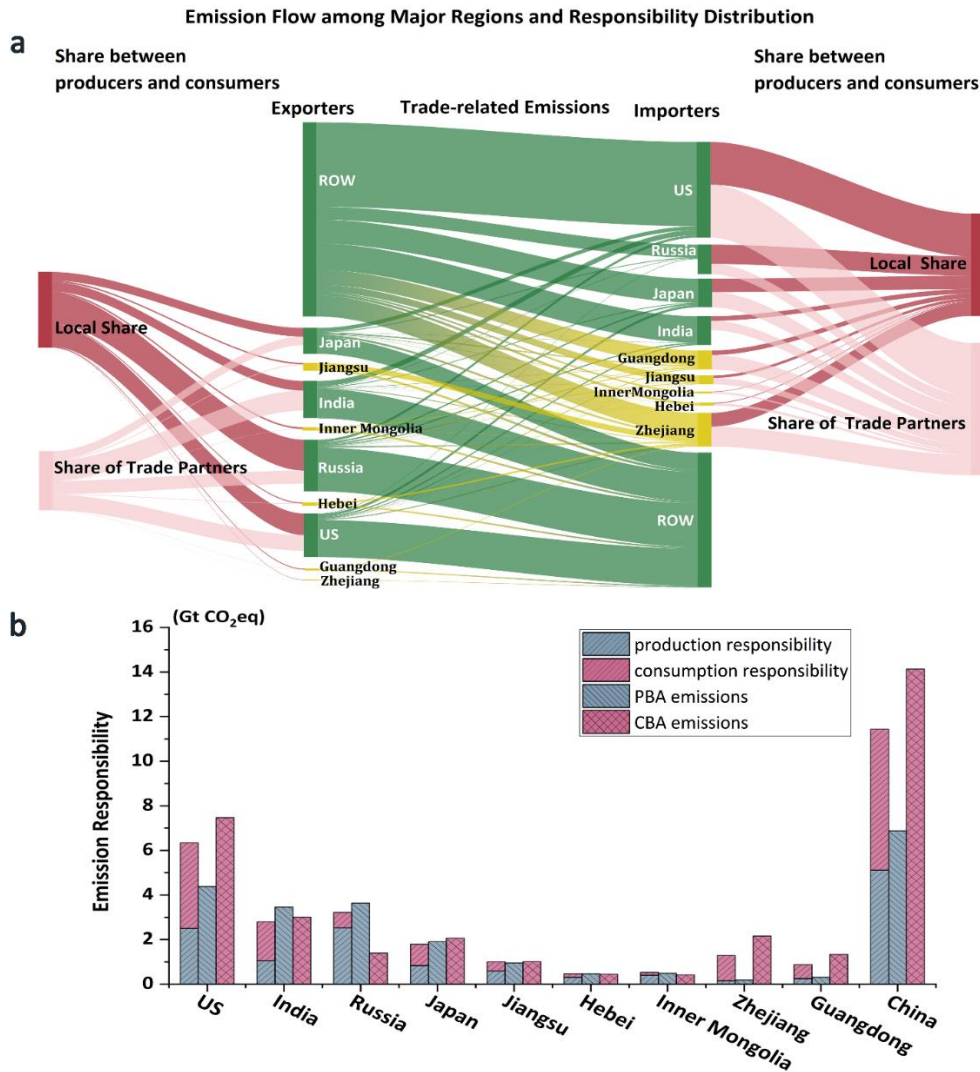 Emission Flow among Major Regions and Responsibility Distribution
a
Share between
producers and consumers
Share between
producers and consumers
Exporters
Trade-related Emissions
Importers
ROW
US
Russia
Local Share
Japan
India
Local Share
Japan
Guangdong
Jiangsu
Jiangsu
InnerMongolia
India
Hebei
Share of Trade Partners
Inner Mongolia
Zhejiang
Share of Trade Partners
Russia
Hebei
ROW
US
Guangdong
Zhejiang
b
(Gt CO₂eq)
16
14
12
10
8
6
4
2
0
Emission Responsibility
production responsibility
consumption responsibility
PBA emissions
CBA emissions
US
India
Russia
Japan
Jiangsu
Hebei
Inner Mongolia
Zhejiang
Guangdong
China